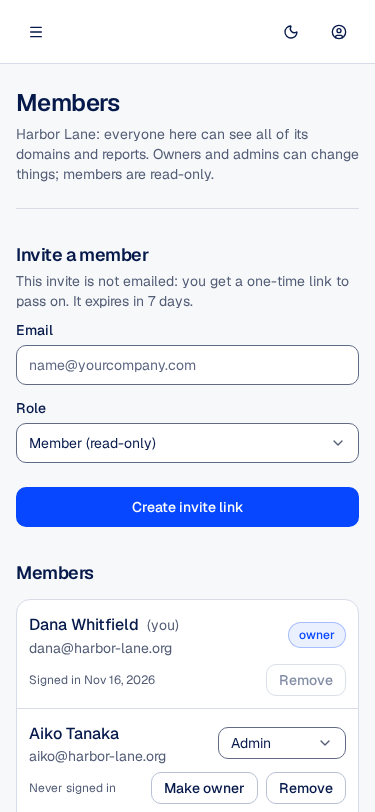 Members
Harbor Lane: everyone here can see all of its
domains and reports. Owners and admins can change
things; members are read-only.
Invite a member
This invite is not emailed: you get a one-time link to
pass on. It expires in 7 days.
Email
name@yourcompany.com
Role
Member (read-only)
Create invite link
Members
Dana Whitfield (you)
dana@harbor-lane.org
owner
Signed in Nov 16, 2026
Remove
Aiko Tanaka
aiko@harbor-lane.org
Admin
Never signed in
Make owner
Remove